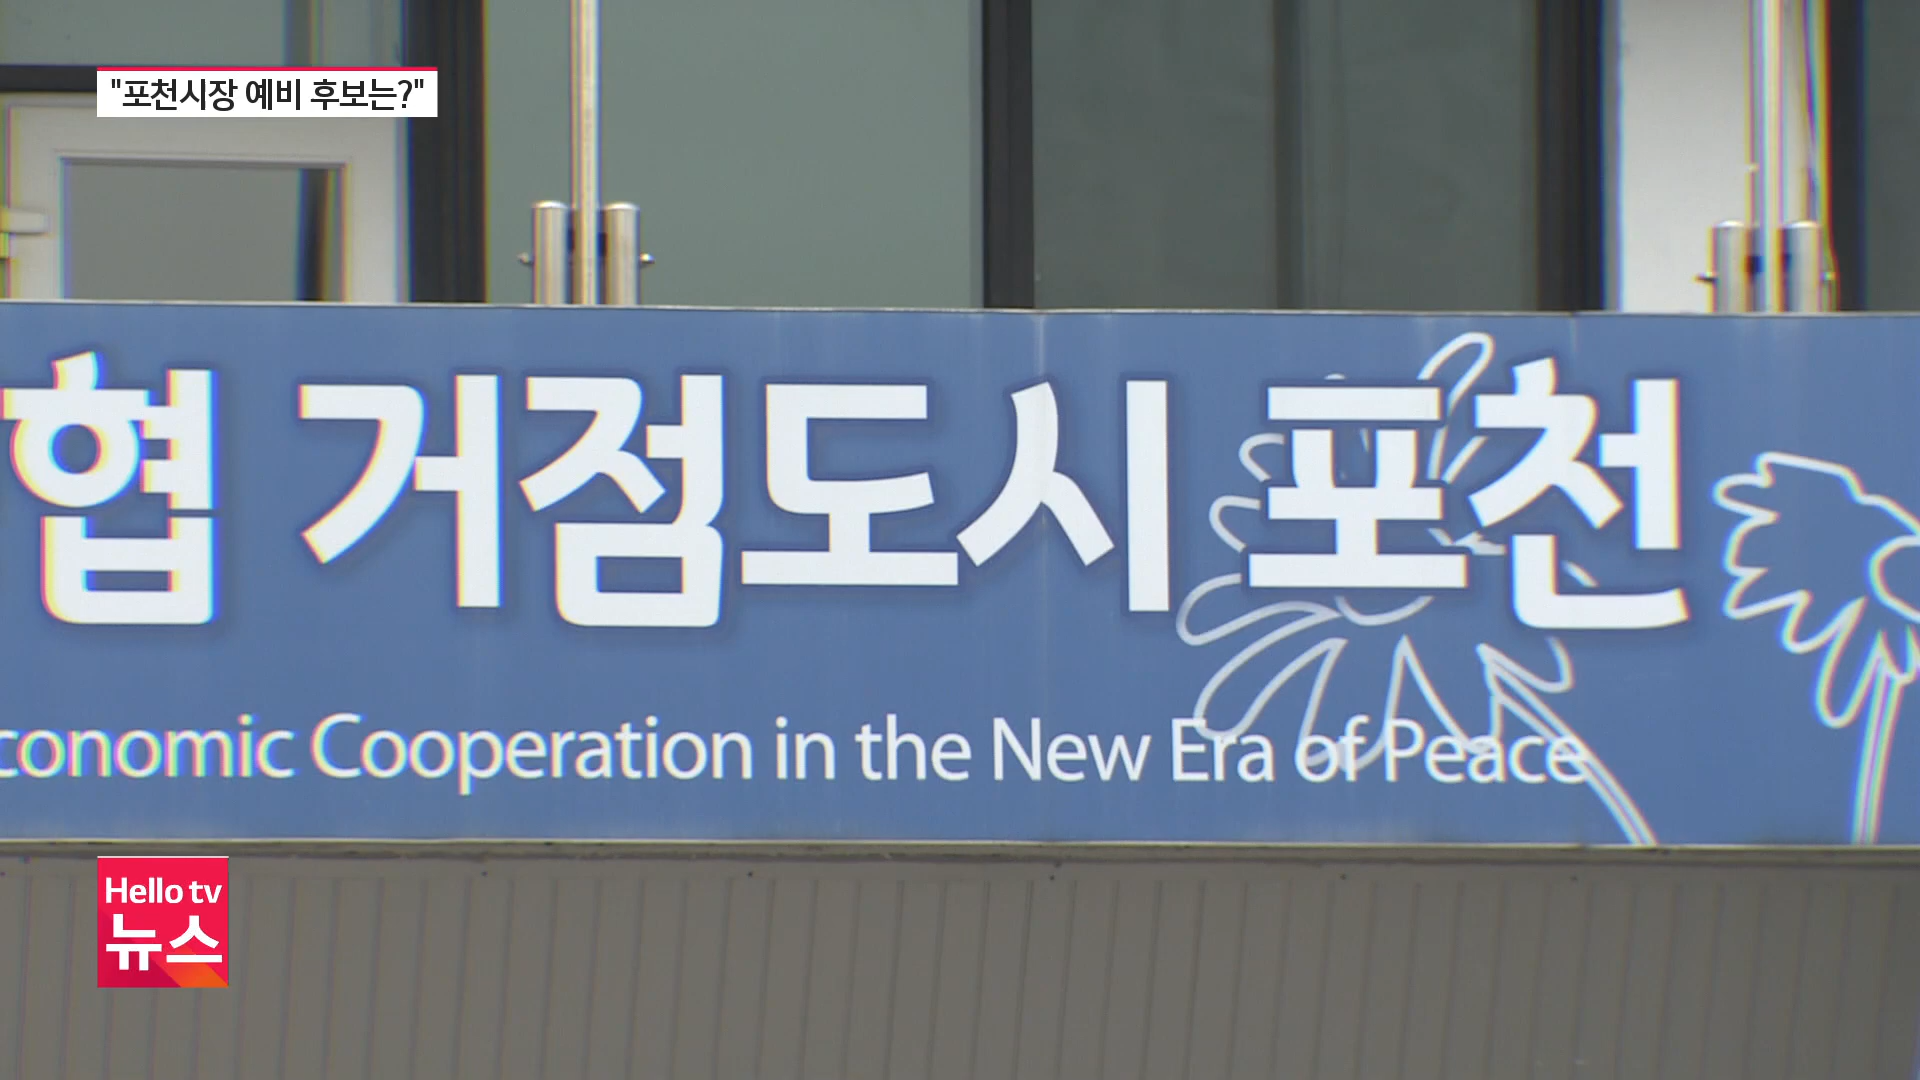 "포천시장 예비 후보는?"
협 거점도시 포천
conomic Cooperation in the New Era of Peace
Hello tv
뉴스